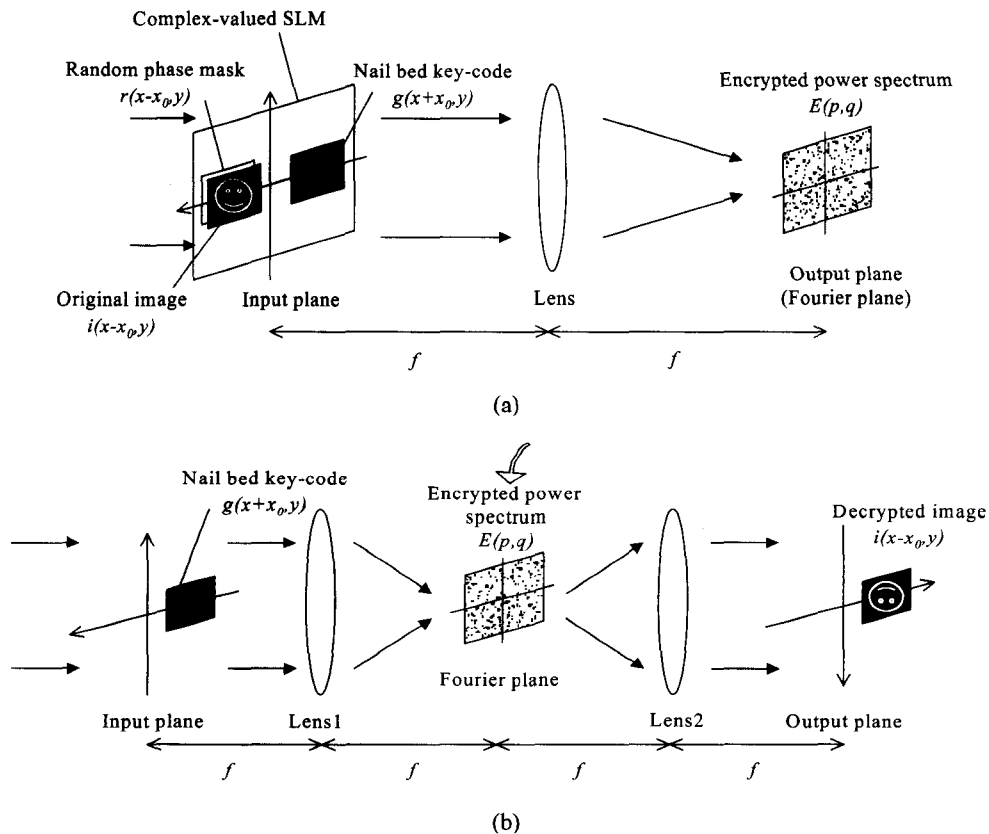 Complex-valued SLM
Random phase mask
r(x-x₀,y)
Nail bed key-code
g(x+x₀,y)
Encrypted power spectrum
E(p,q)
Original image
i(x-x₀,y)
Input plane
Lens
Output plane
(Fourier plane)
f
f
(a)
Nail bed key-code
g(x+x₀,y)
Encrypted power
spectrum
E(p,q)
Decrypted image
i(x-x₀,y)
Fourier plane
Input plane
Lens1
Lens2
Output plane
f
f
f
f
(b)